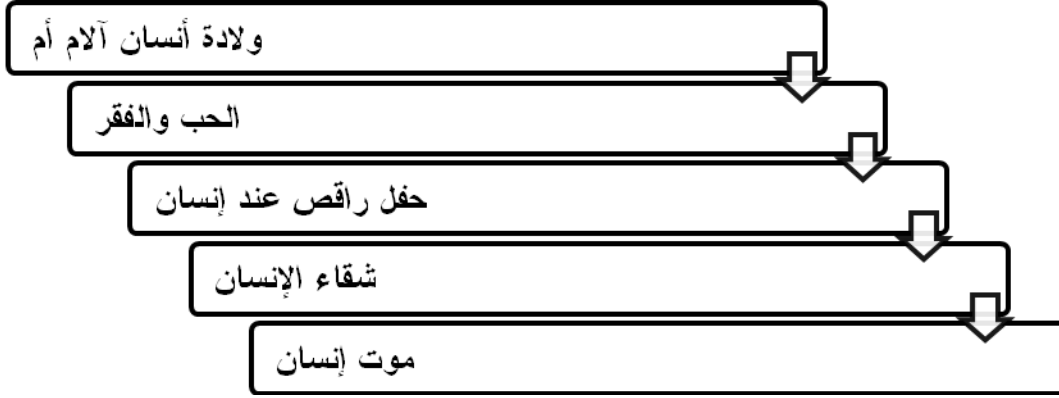 ولادة أنسان آلام أم
الحب والفقر
حفل راقص عند إنسان
شقاء الإنسان
موت إنسان